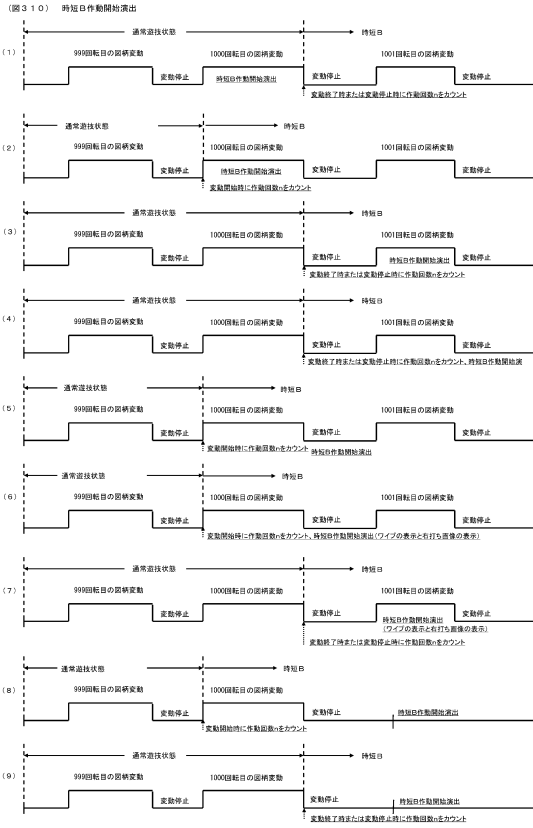 (図３１０)　時短Ｂ作動開始演出
通常遊技状態　時短Ｂ
(１)　999回転目の図柄変動　1000回転目の図柄変動　1001回転目の図柄変動
変動停止　時短Ｂ作動開始演出　変動停止　変動停止
変動終了時または変動停止時に作動回数nをカウント
通常遊技状態　時短Ｂ
(２)　999回転目の図柄変動　1000回転目の図柄変動　1001回転目の図柄変動
変動停止　時短Ｂ作動開始演出　変動停止　変動停止
変動開始時に作動回数nをカウント
通常遊技状態　時短Ｂ
(３)　999回転目の図柄変動　1000回転目の図柄変動　1001回転目の図柄変動
変動停止　変動停止　時短Ｂ作動開始演出　変動停止
変動終了時または変動停止時に作動回数nをカウント
通常遊技状態　時短Ｂ
(４)　999回転目の図柄変動　1000回転目の図柄変動　1001回転目の図柄変動
変動停止　変動停止　変動停止
変動終了時または変動停止時に作動回数nをカウント、時短Ｂ作動開始演
通常遊技状態　時短Ｂ
(５)　999回転目の図柄変動　1000回転目の図柄変動　1001回転目の図柄変動
変動停止　変動停止　変動停止
変動開始時に作動回数nをカウント　時短Ｂ作動開始演出
通常遊技状態　時短Ｂ
(６)　999回転目の図柄変動　1000回転目の図柄変動　1001回転目の図柄変動
変動停止　変動停止　変動停止
変動開始時に作動回数nをカウント、時短Ｂ作動開始演出(ワイプの表示と右打ち画像の表示)
通常遊技状態　時短Ｂ
(７)　999回転目の図柄変動　1000回転目の図柄変動　1001回転目の図柄変動
変動停止　変動停止　時短Ｂ作動開始演出　変動停止
(ワイプの表示と右打ち画像の表示)
変動終了時または変動停止時に作動回数nをカウント
通常遊技状態　時短Ｂ
(８)　999回転目の図柄変動　1000回転目の図柄変動
変動停止　変動停止　時短Ｂ作動開始演出
変動開始時に作動回数nをカウント
通常遊技状態　時短Ｂ
(９)　999回転目の図柄変動　1000回転目の図柄変動
変動停止　変動停止　時短Ｂ作動開始演出
変動終了時または変動停止時に作動回数nをカウント